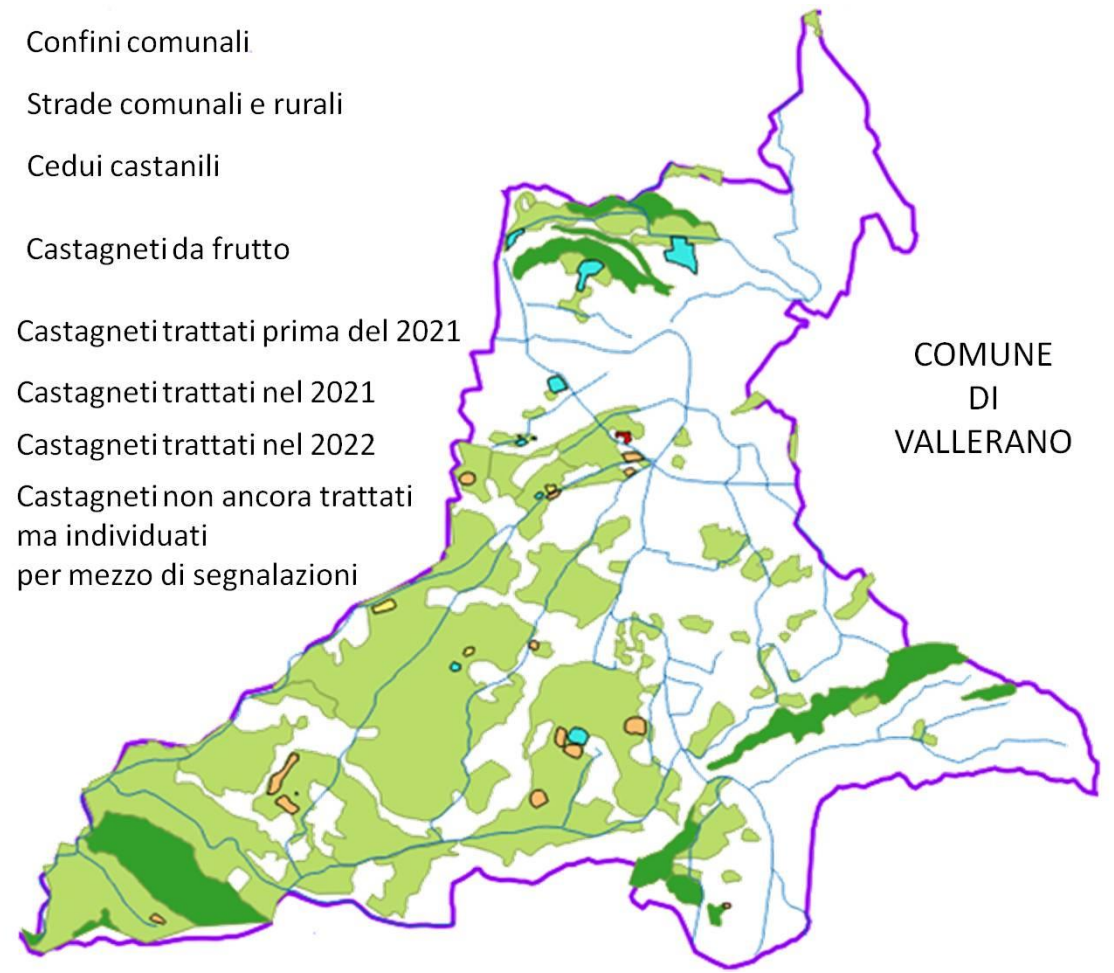 Confini comunali
Strade comunali e rurali
Cedui castanili
Castagneti da frutto
Castagneti trattati prima del 2021
Castagneti trattati nel 2021
Castagneti trattati nel 2022
Castagneti non ancora trattati
ma individuati
per mezzo di segnalazioni
COMUNE
DI
VALLERANO